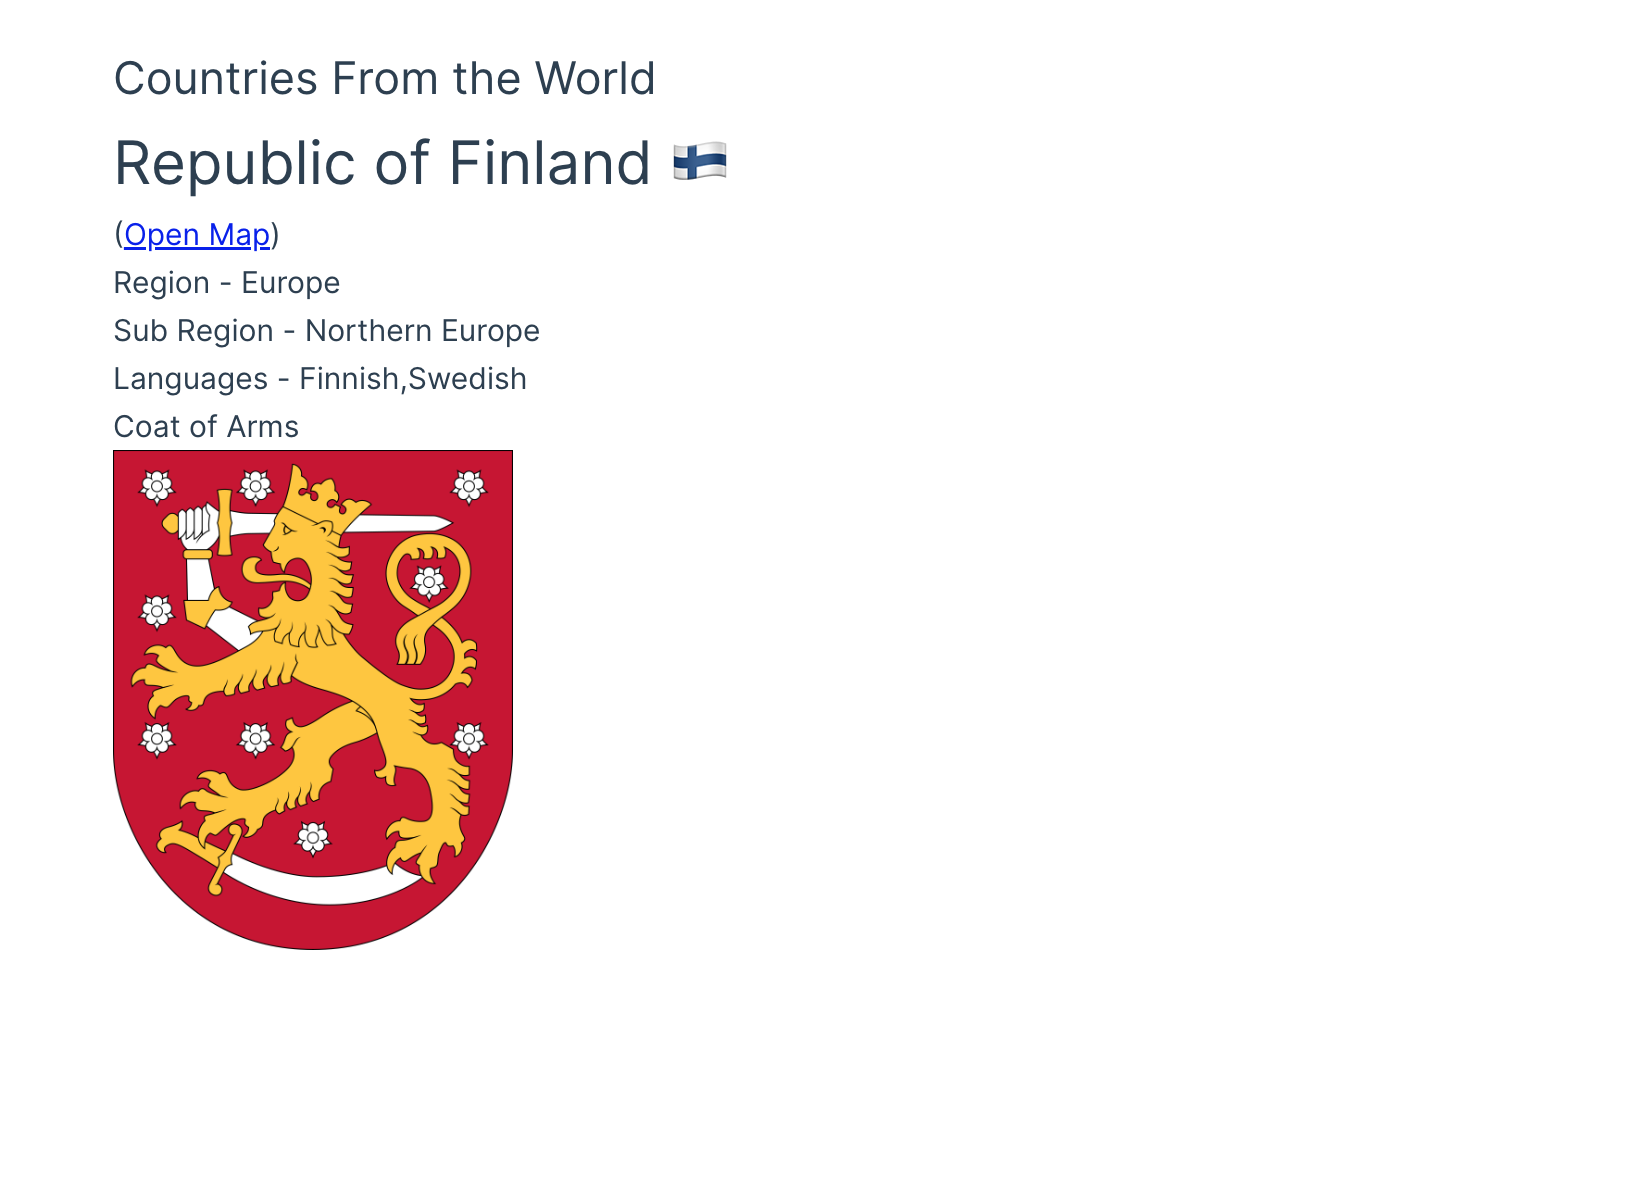 Countries From the World
Republic of Finland 🇫🇮
(Open Map)
Region - Europe
Sub Region - Northern Europe
Languages - Finnish,Swedish
Coat of Arms